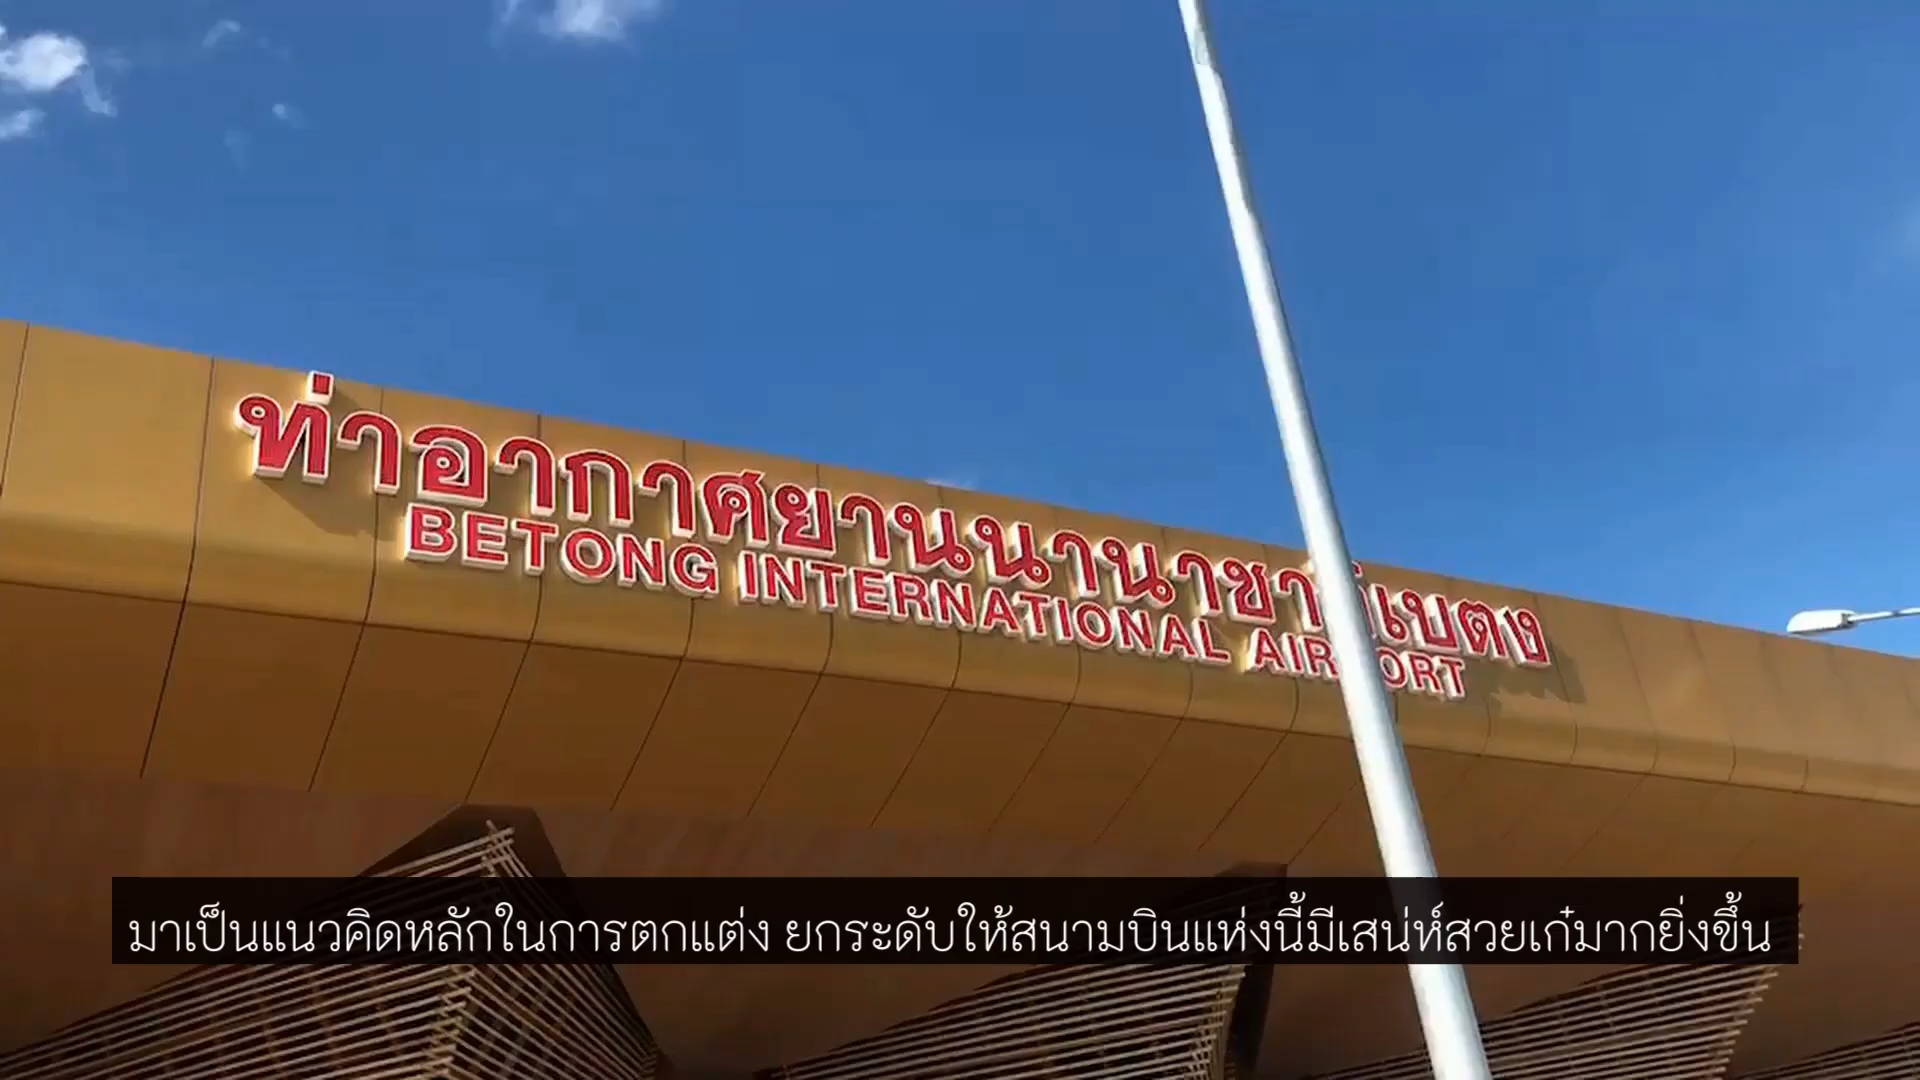 ท่าอากาศยานนานาชาติเบตง
BETONG INTERNATIONAL AIRPORT
มาเป็นแนวคิดหลักในการตกแต่ง ยกระดับให้สนามบินแห่งนี้มีเสน่ห์สวยเก๋มากยิ่งขึ้น